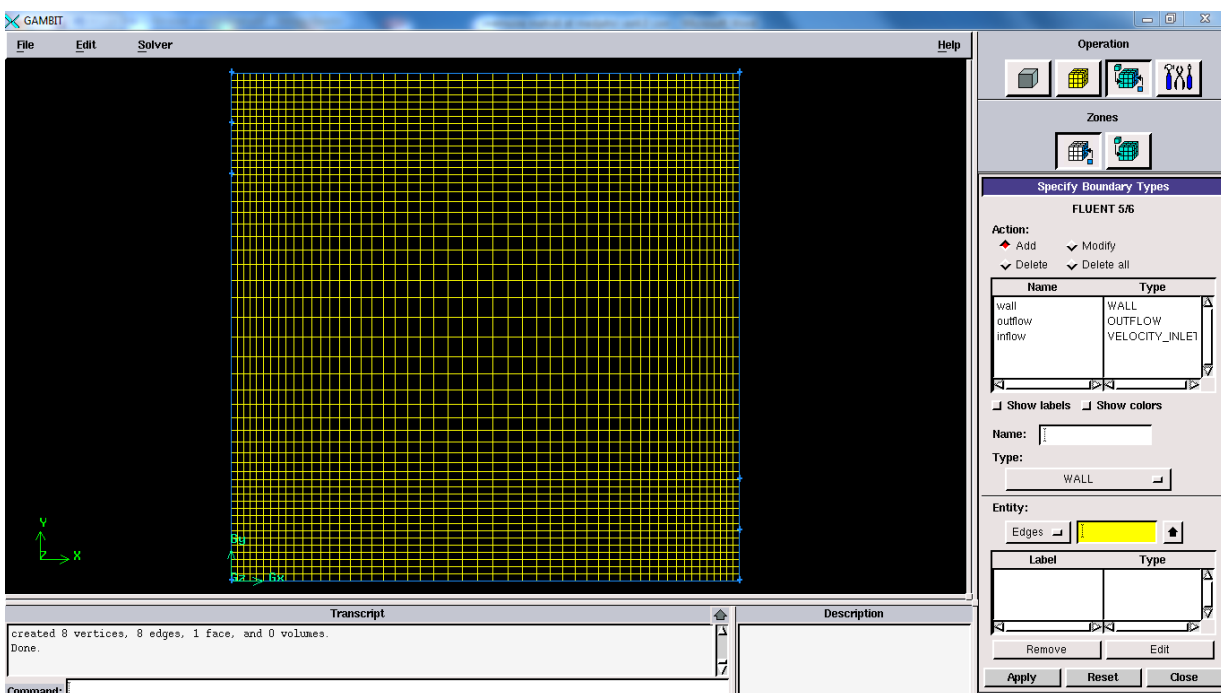 GAMBIT
File Edit Solver Help
Operation
Zones
Specify Boundary Types
FLUENT 5/6
Action:
Add Modify
Delete Delete all
Name Type
wall WALL
outflow OUTFLOW
inflow VELOCITY_INLET
Show labels Show colors
Name:
Type:
WALL
Entity:
Edges
Label Type
Remove Edit
Apply Reset Close
Y
Z X
Gy
Gz Gx
Transcript Description
created 8 vertices, 8 edges, 1 face, and 0 volumes.
Done.
Command: